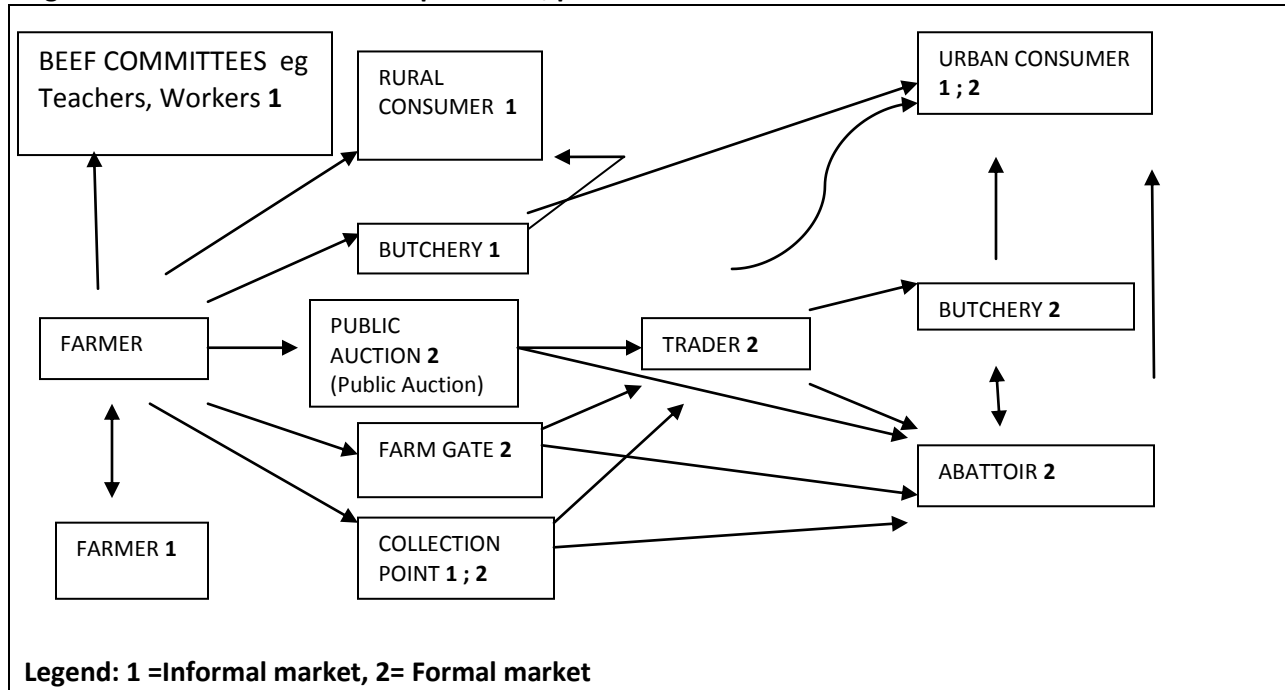 BEEF COMMITTEES eg
Teachers, Workers 1
RURAL
CONSUMER 1
URBAN CONSUMER
1 ; 2
BUTCHERY 1
BUTCHERY 2
FARMER
PUBLIC
AUCTION 2
(Public Auction)
TRADER 2
FARM GATE 2
ABATTOIR 2
FARMER 1
COLLECTION
POINT 1 ; 2
Legend: 1 =Informal market, 2= Formal market